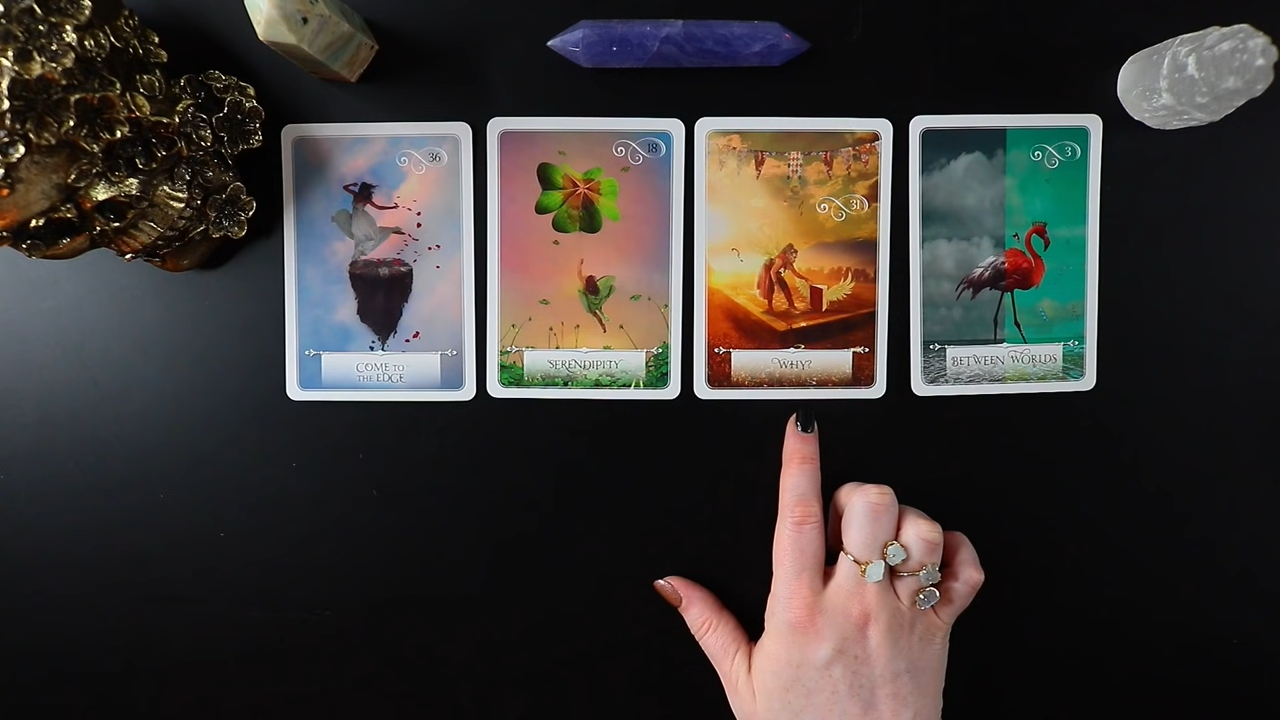 36
COME TO
THE EDGE
18
SERENDIPITY
31
WHY?
3
BETWEEN WORLDS